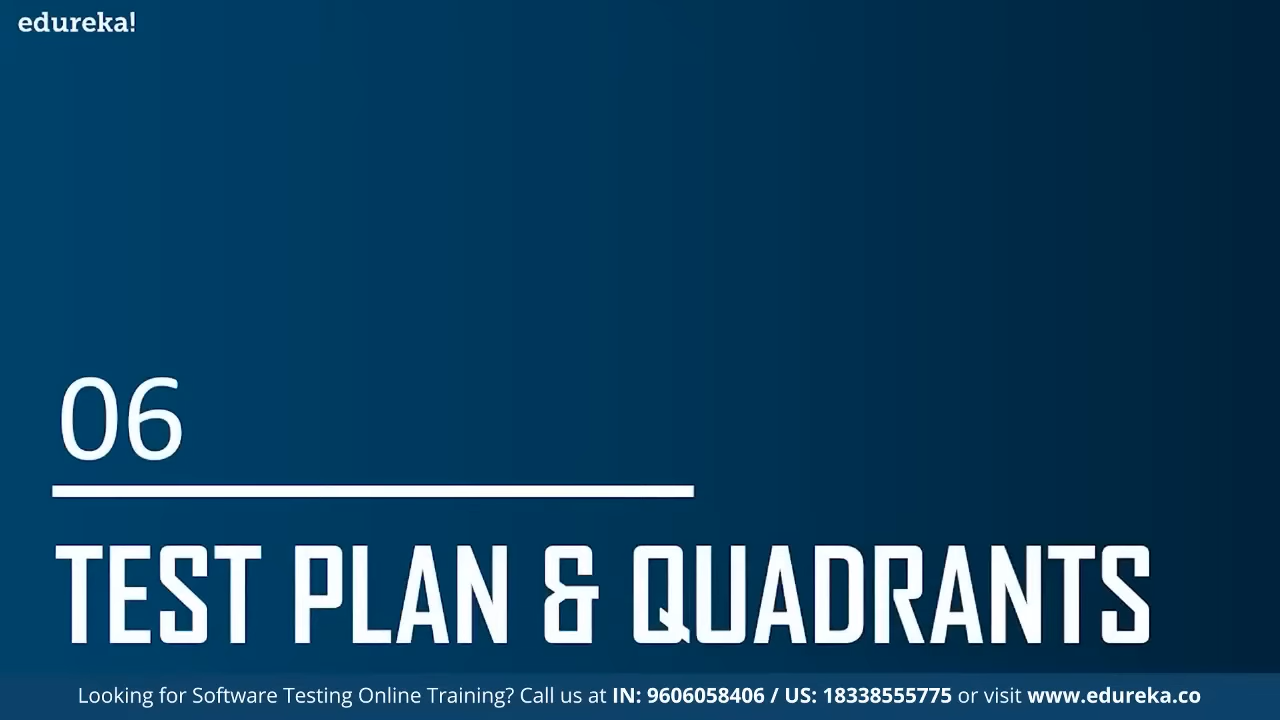 edureka!
06
TEST PLAN & QUADRANTS
Looking for Software Testing Online Training? Call us at IN: 9606058406 / US: 18338555775 or visit www.edureka.co